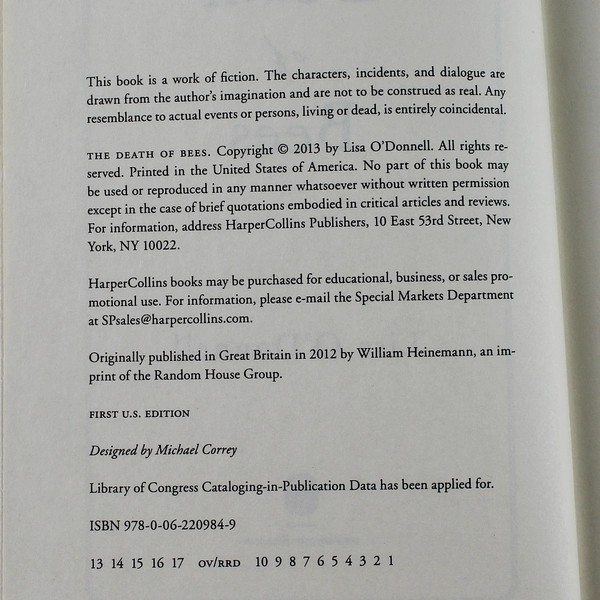 This book is a work of fiction. The characters, incidents, and dialogue are
drawn from the author's imagination and are not to be construed as real. Any
resemblance to actual events or persons, living or dead, is entirely coincidental.
THE DEATH OF BEES. Copyright © 2013 by Lisa O'Donnell. All rights re-
served. Printed in the United States of America. No part of this book may
be used or reproduced in any manner whatsoever without written permission
except in the case of brief quotations embodied in critical articles and reviews.
For information, address HarperCollins Publishers, 10 East 53rd Street, New
York, NY 10022.
HarperCollins books may be purchased for educational, business, or sales pro-
motional use. For information, please e-mail the Special Markets Department
at SPsales@harpercollins.com.
Originally published in Great Britain in 2012 by William Heinemann, an im-
print of the Random House Group.
FIRST U.S. EDITION
Designed by Michael Correy
Library of Congress Cataloging-in-Publication Data has been applied for.
ISBN 978-0-06-220984-9
13 14 15 16 17 OV/RRD 10 9 8 7 6 5 4 3 2 1